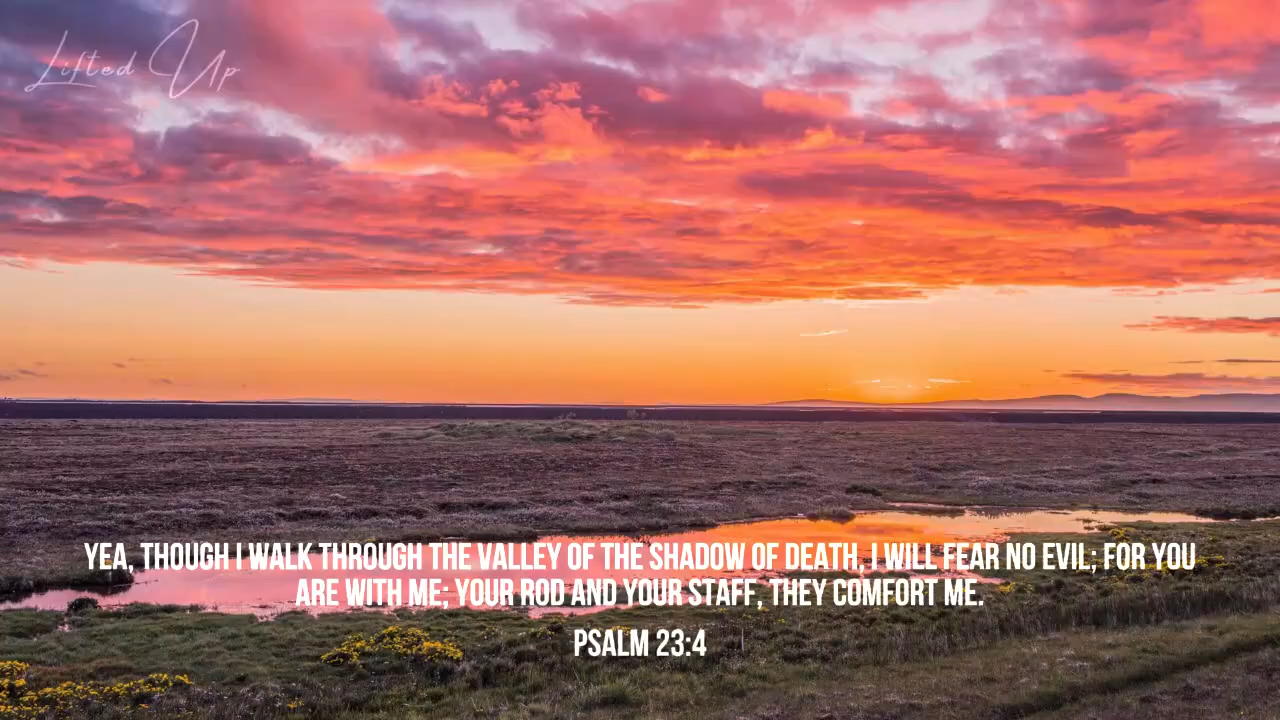 Lifted Up
YEA, THOUGH I WALK THROUGH THE VALLEY OF THE SHADOW OF DEATH, I WILL FEAR NO EVIL; FOR YOU
ARE WITH ME; YOUR ROD AND YOUR STAFF, THEY COMFORT ME.
PSALM 23:4